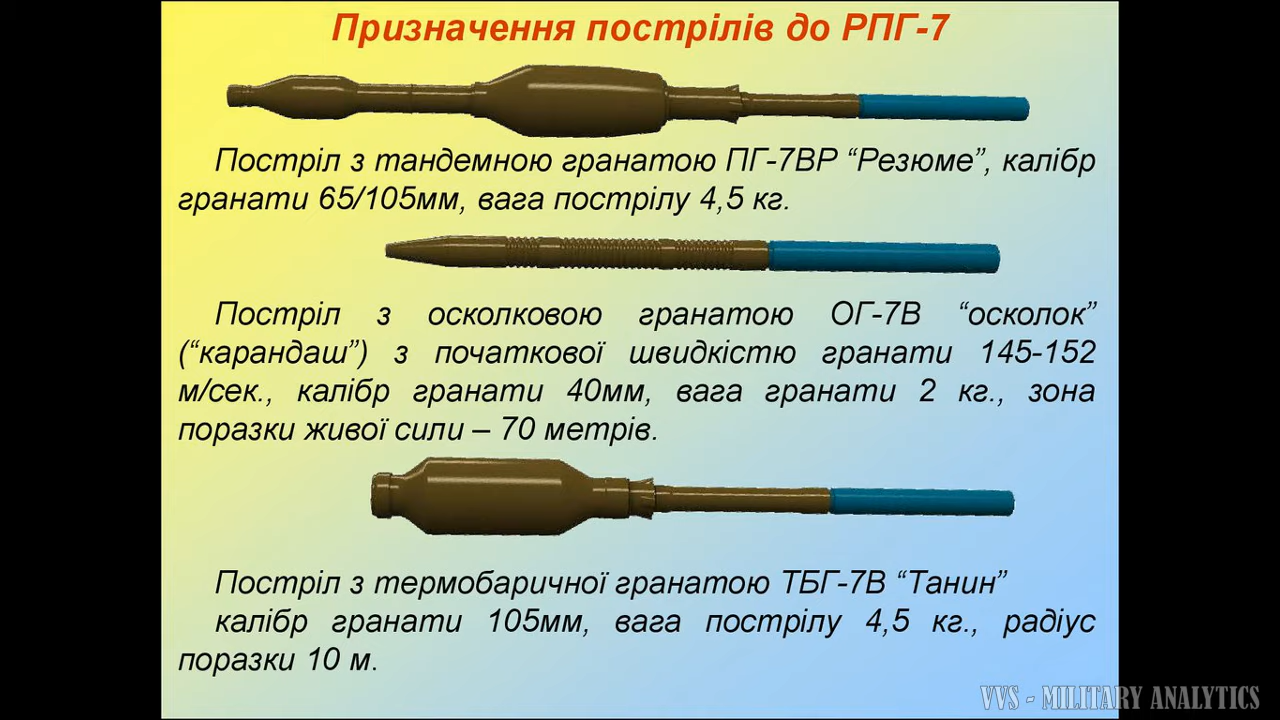 Призначення пострілів до РПГ-7
Постріл з тандемною гранатою ПГ-7ВР “Резюме”, калібр
гранати 65/105мм, вага пострілу 4,5 кг.
Постріл з осколковою гранатою ОГ-7В “осколок”
(“карандаш”) з початкової швидкістю гранати 145-152
м/сек., калібр гранати 40мм, вага гранати 2 кг., зона
поразки живої сили – 70 метрів.
Постріл з термобаричної гранатою ТБГ-7В “Танин”
калібр гранати 105мм, вага пострілу 4,5 кг., радіус
поразки 10 м.
VVS - MILITARY ANALYTICS